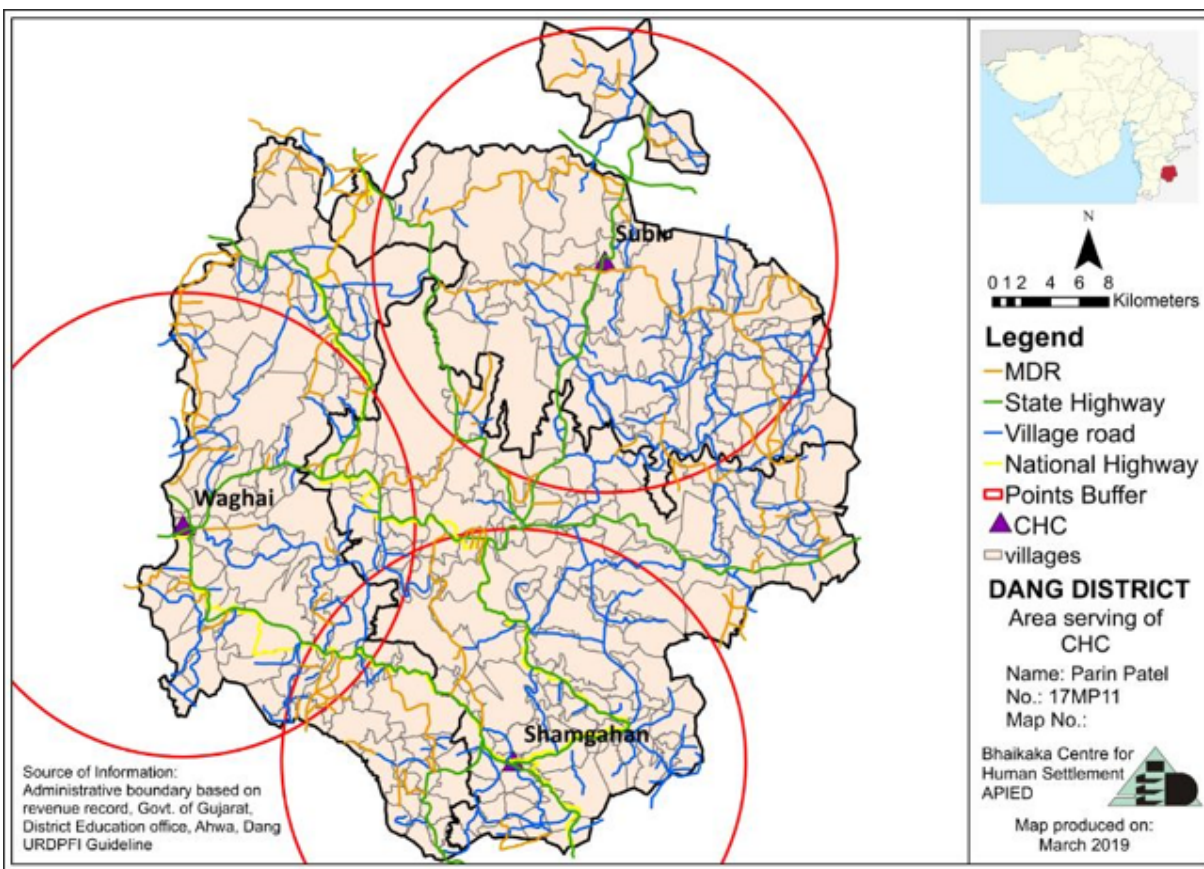 Subir
Waghai
Shamgahan
Source of Information:
Administrative boundary based on
revenue record, Govt. of Gujarat,
District Education office, Ahwa, Dang
URDPFI Guideline
N
0 1 2 4 6 8
Kilometers
Legend
MDR
State Highway
Village road
National Highway
Points Buffer
CHC
villages
DANG DISTRICT
Area serving of
CHC
Name: Parin Patel
No.: 17MP11
Map No.:
Bhaikaka Centre for
Human Settlement
APIED
Map produced on:
March 2019